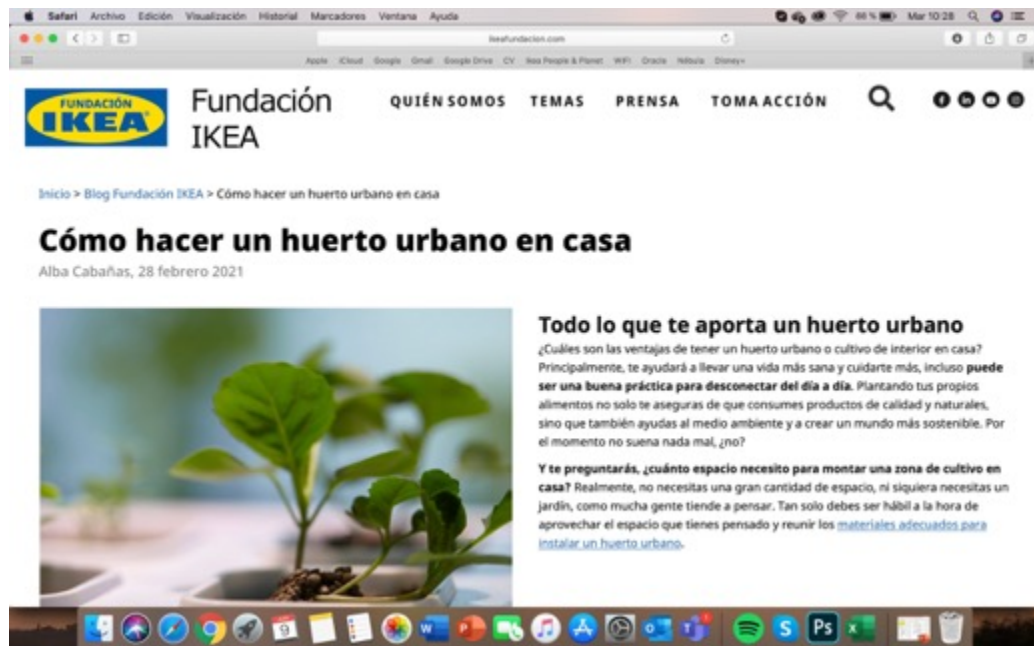 Safari Archivo Edición Visualización Historial Marcadores Ventana Ayuda
Mar 10:28
ikeafundacion.com
Apple iCloud Google Gmail Google Drive CV Ikea People & Planet WiFi Oracle Nébula Disney+
FUNDACIÓN
IKEA
Fundación
IKEA
QUIÉN SOMOS TEMAS PRENSA TOMA ACCIÓN
Inicio > Blog Fundación IKEA > Cómo hacer un huerto urbano en casa
Cómo hacer un huerto urbano en casa
Alba Cabañas, 28 febrero 2021
Todo lo que te aporta un huerto urbano
¿Cuáles son las ventajas de tener un huerto urbano o cultivo de interior en casa?
Principalmente, te ayudará a llevar una vida más sana y cuidarte más, incluso puede
ser una buena práctica para desconectar del día a día. Plantando tus propios
alimentos no solo te aseguras de que consumes productos de calidad y naturales,
sino que también ayudas al medio ambiente y a crear un mundo más sostenible. Por
el momento no suena nada mal, ¿no?
Y te preguntarás, ¿cuánto espacio necesito para montar una zona de cultivo en
casa? Realmente, no necesitas una gran cantidad de espacio, ni siquiera necesitas un
jardín, como mucha gente tiende a pensar. Tan solo debes ser hábil a la hora de
aprovechar el espacio que tienes pensado y reunir los materiales adecuados para
instalar un huerto urbano.
9
S
Ps